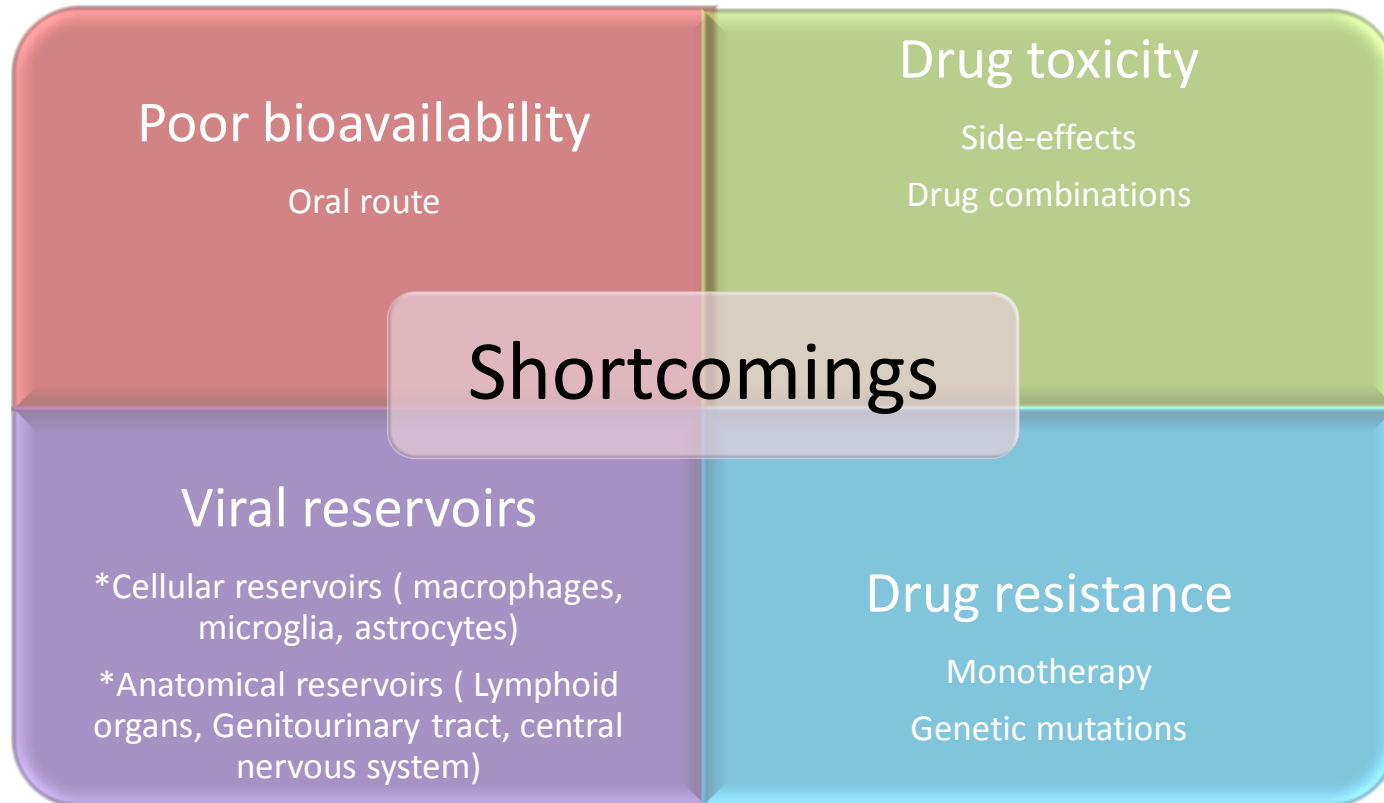 Poor bioavailability
Oral route
Drug toxicity
Side-effects
Drug combinations
Shortcomings
Viral reservoirs
*Cellular reservoirs ( macrophages,
microglia, astrocytes)
*Anatomical reservoirs ( Lymphoid
organs, Genitourinary tract, central
nervous system)
Drug resistance
Monotherapy
Genetic mutations